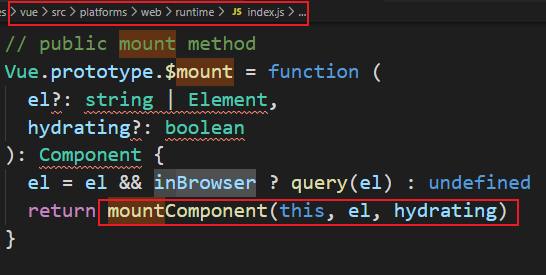 es > vue > src > platforms > web > runtime > JS index.js > ...
// public mount method
Vue.prototype.$mount = function (
  el?: string | Element,
  hydrating?: boolean
): Component {
  el = el && inBrowser ? query(el) : undefined
  return mountComponent(this, el, hydrating)
}